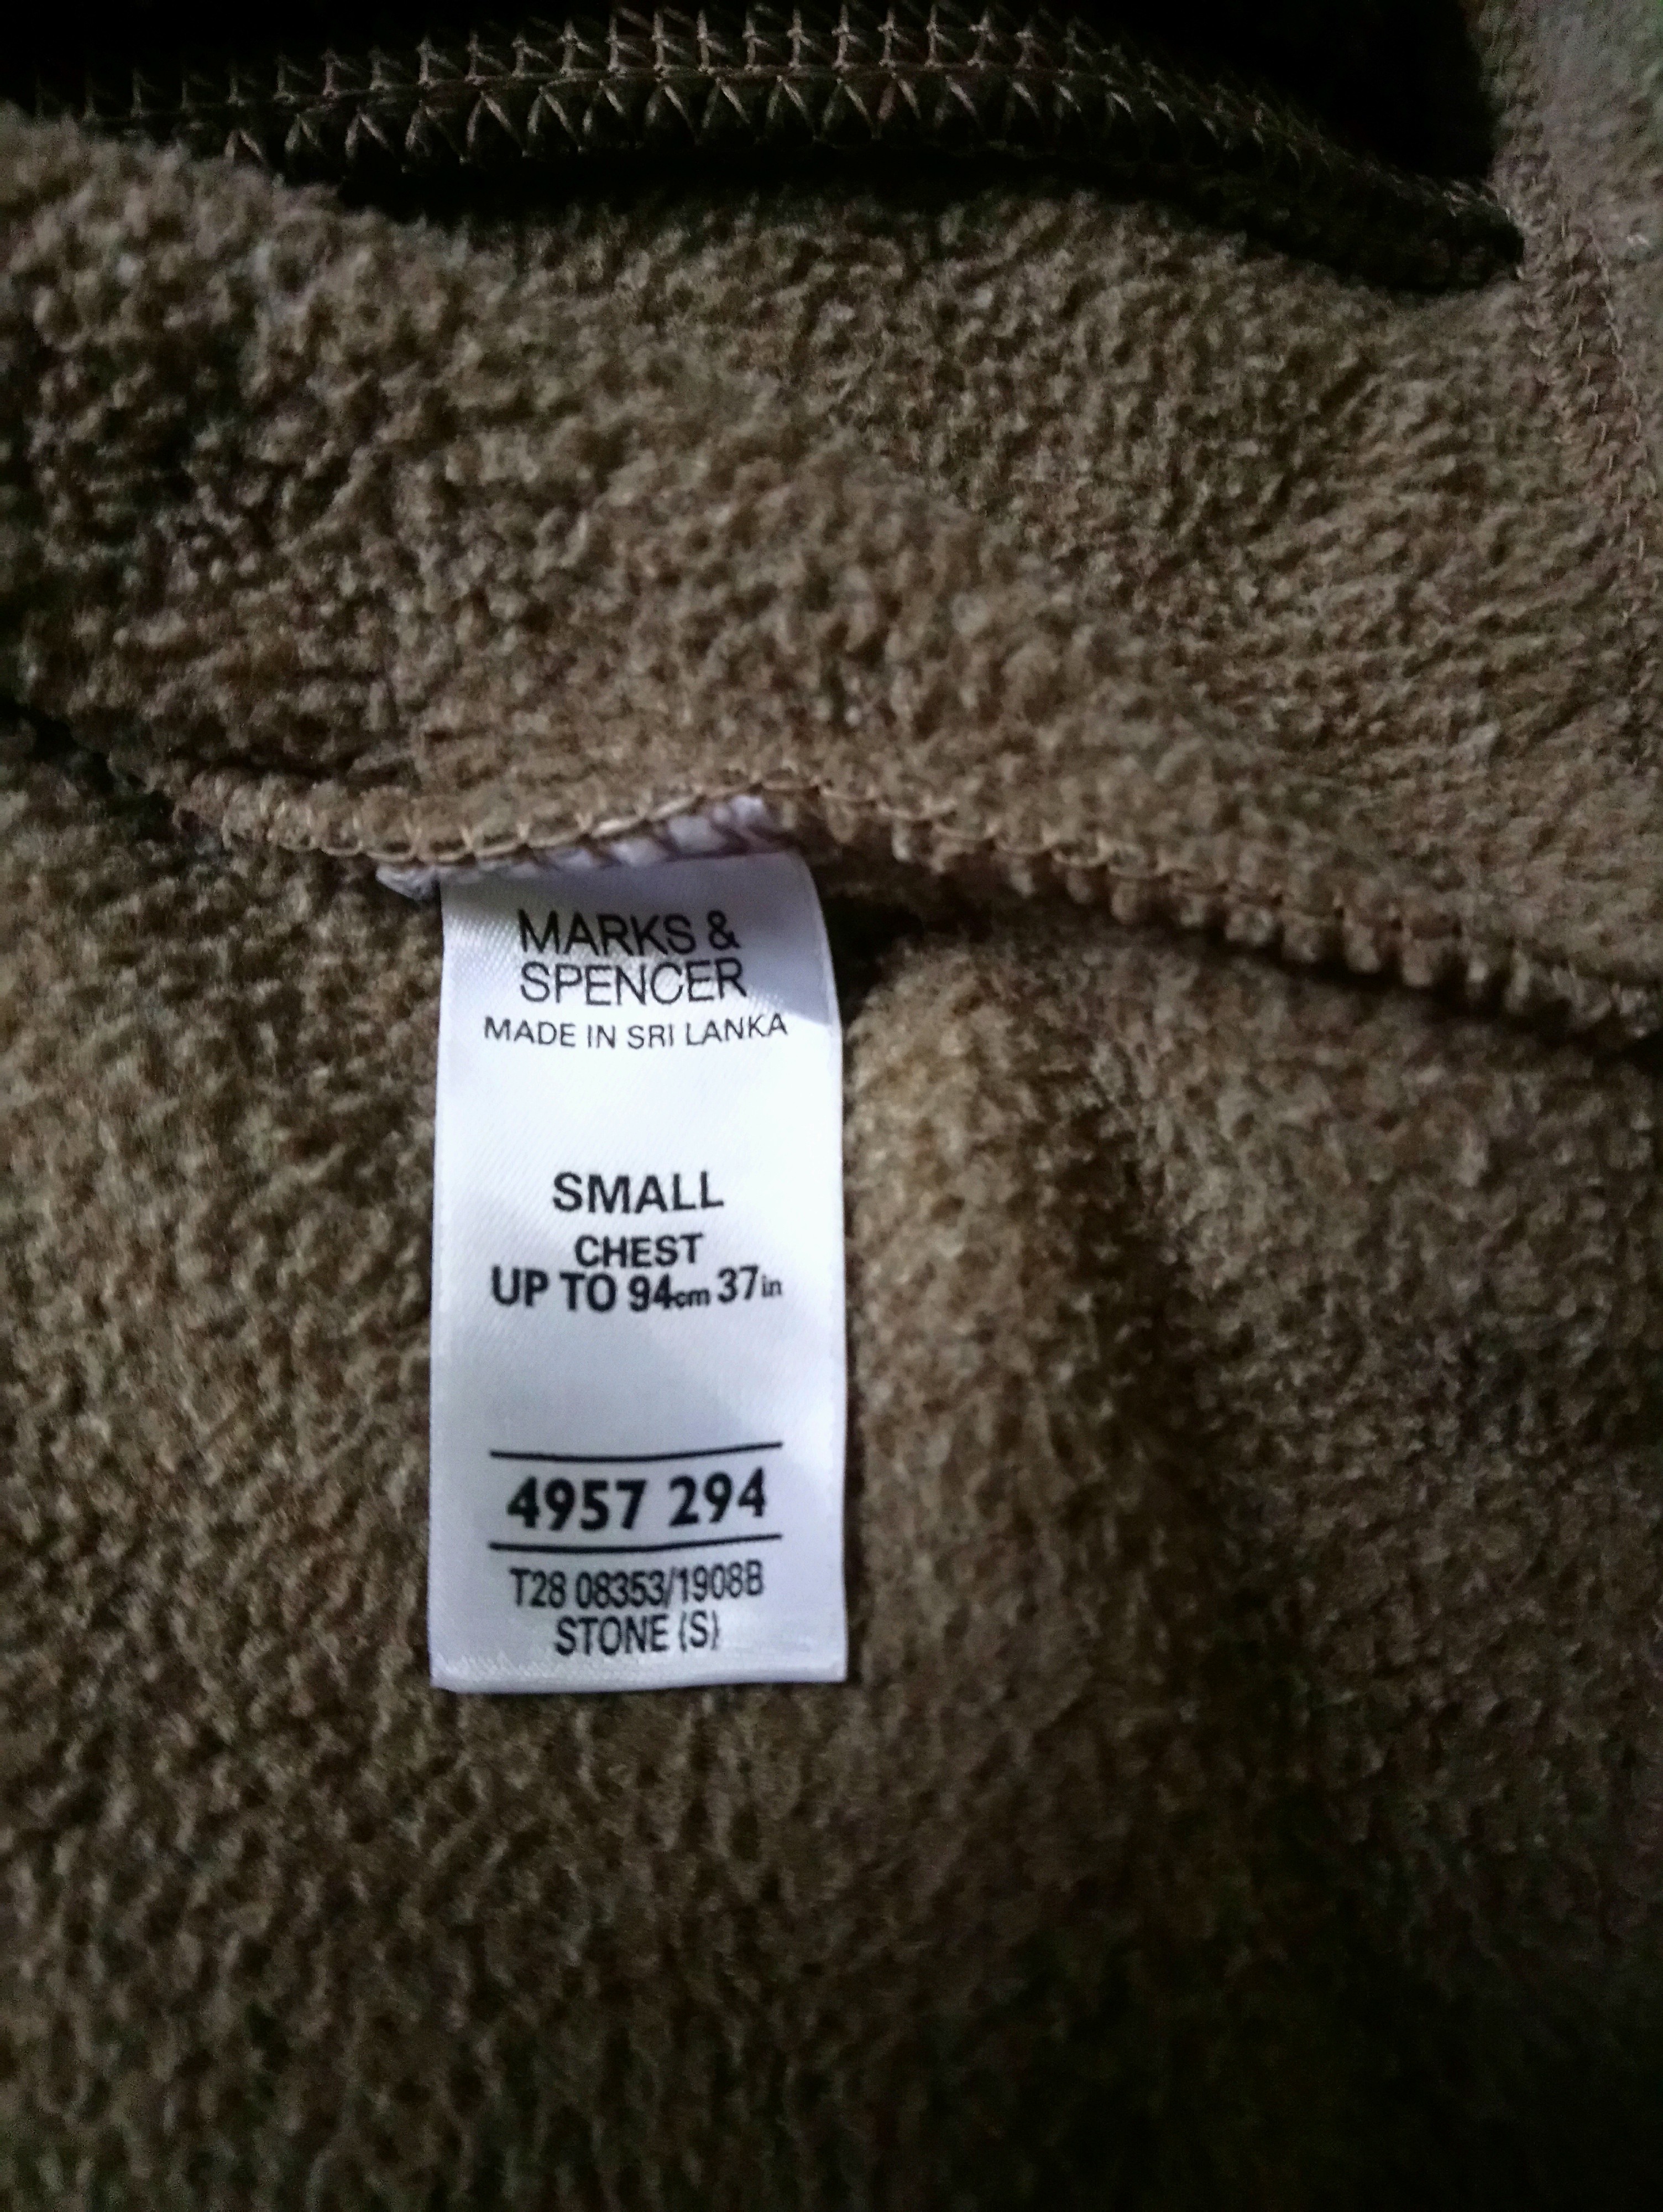 MARKS &
SPENCER
MADE IN SRI LANKA
SMALL
CHEST
UP TO 94cm 37in
4957 294
T28 08353/1908B
STONE (S)